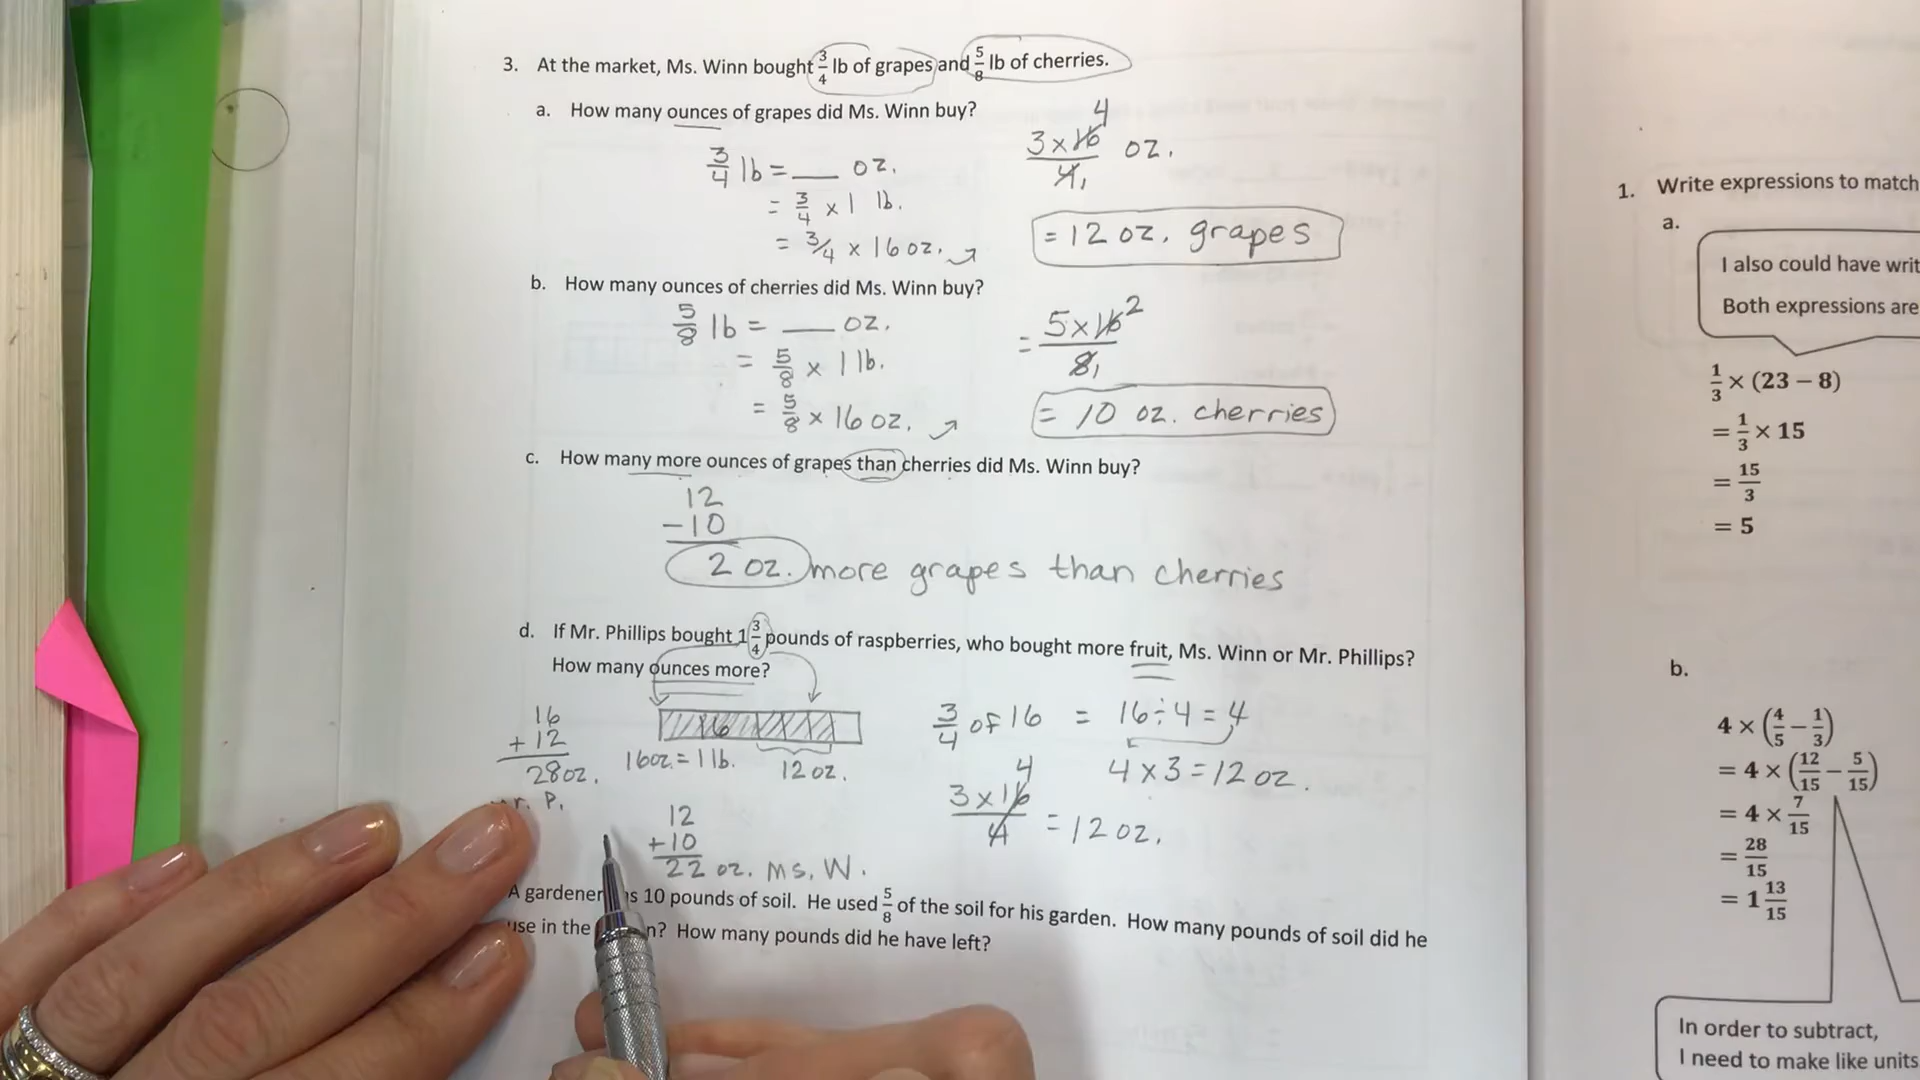 3. At the market, Ms. Winn bought 3/4 lb of grapes and 5/8 lb of cherries.
a. How many ounces of grapes did Ms. Winn buy?
3/4 lb = ___ oz.
= 3/4 x 1 lb.
= 3/4 x 16 oz.
4
3 x 16 / 4 1 oz.
= 12 oz. grapes
b. How many ounces of cherries did Ms. Winn buy?
5/8 lb = ___ oz.
= 5/8 x 1 lb.
= 5/8 x 16 oz.
= 5 x 16 2 / 8 1
= 10 oz. cherries
c. How many more ounces of grapes than cherries did Ms. Winn buy?
12
-10
2 oz. more grapes than cherries
d. If Mr. Phillips bought 1 3/4 pounds of raspberries, who bought more fruit, Ms. Winn or Mr. Phillips?
How many ounces more?
16
+12
28oz.
P.
16
16oz. = 1 lb.
12 oz.
12
+10
22 oz. Ms. W.
3/4 of 16 = 16 ÷ 4 = 4
4 x 3 = 12 oz.
4
3 x 16 / 4 = 12 oz.
A gardener 10 pounds of soil. He used 5/8 of the soil for his garden. How many pounds of soil did he
use in the How many pounds did he have left?
1. Write expressions to match
a.
I also could have
Both expressions are
1/3 × (23 − 8)
= 1/3 × 15
= 15/3
= 5
b.
4 × (4/5 − 1/3)
= 4 × (12/15 − 5/15)
= 4 × 7/15
= 28/15
= 1 13/15
In order to subtract,
I need to make like units